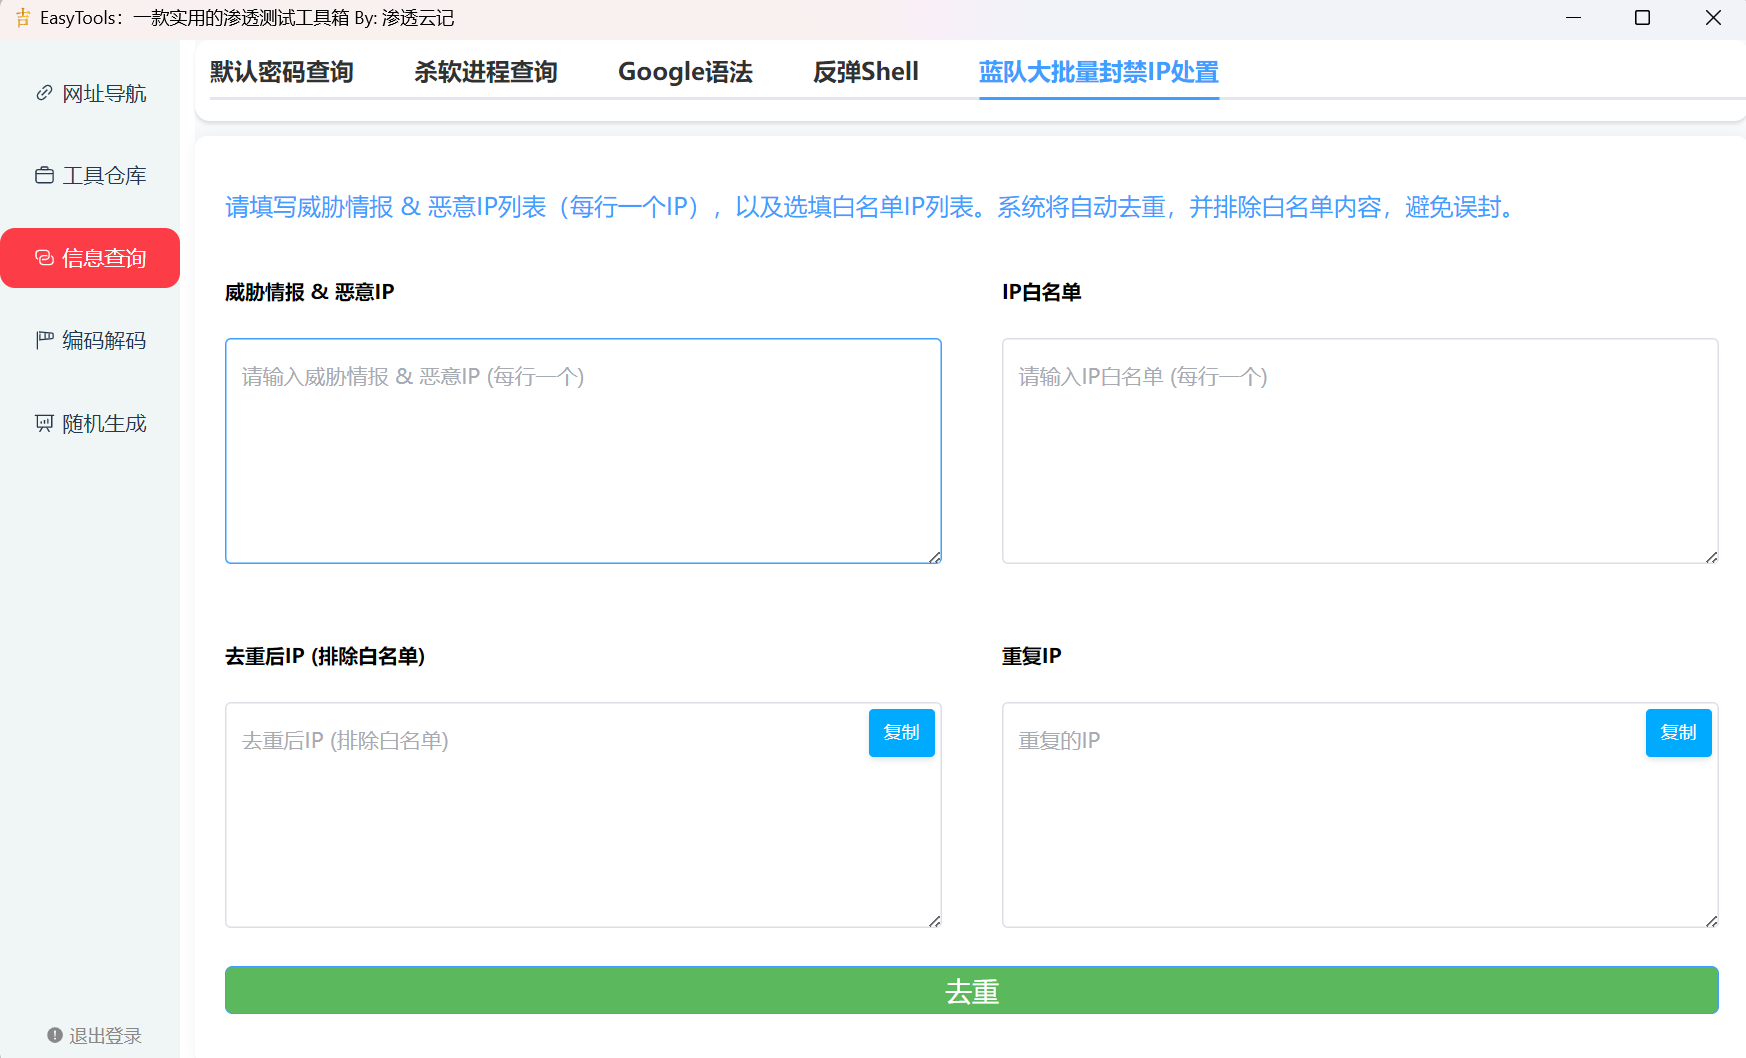 EasyTools：一款实用的渗透测试工具箱 By: 渗透云记
网址导航
工具仓库
信息查询
编码解码
随机生成
退出登录
默认密码查询
杀软进程查询
Google语法
反弹Shell
蓝队大批量封禁IP处置
请填写威胁情报 & 恶意IP列表（每行一个IP），以及选填白名单IP列表。系统将自动去重，并排除白名单内容，避免误封。
威胁情报 & 恶意IP
请输入威胁情报 & 恶意IP (每行一个)
IP白名单
请输入IP白名单 (每行一个)
去重后IP (排除白名单)
去重后IP (排除白名单)
复制
重复IP
重复的IP
复制
去重